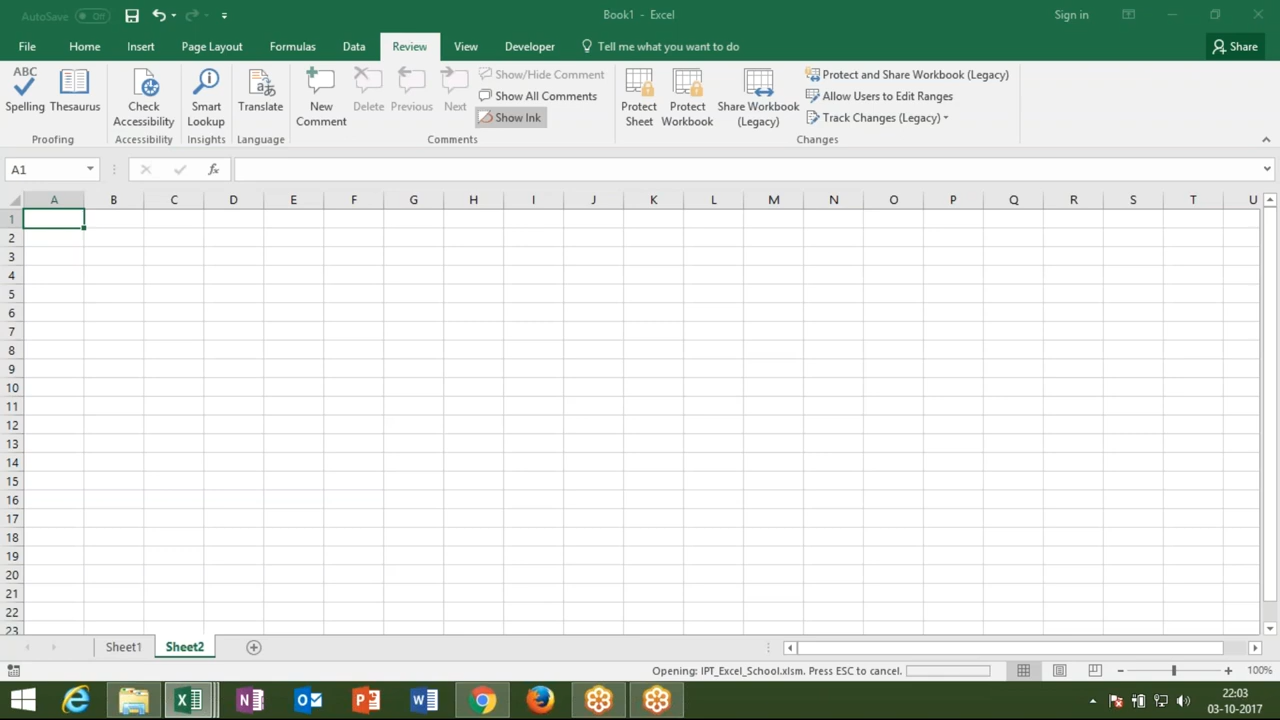 AutoSave Off
Book1 - Excel
Sign in
File Home Insert Page Layout Formulas Data Review View Developer Tell me what you want to do Share
ABC
Spelling Thesaurus Check Accessibility Smart Lookup Translate New Comment Delete Previous Next
Show/Hide Comment
Show All Comments
Show Ink
Protect Sheet Protect Workbook Share Workbook (Legacy)
Protect and Share Workbook (Legacy)
Allow Users to Edit Ranges
Track Changes (Legacy)
Proofing Accessibility Insights Language Comments Changes
A1 fx
A B C D E F G H I J K L M N O P Q R S T U
1
2
3
4
5
6
7
8
9
10
11
12
13
14
15
16
17
18
19
20
21
22
23
Sheet1 Sheet2
Opening: IPT_Excel_School.xlsm. Press ESC to cancel. 100%
22:03
03-10-2017